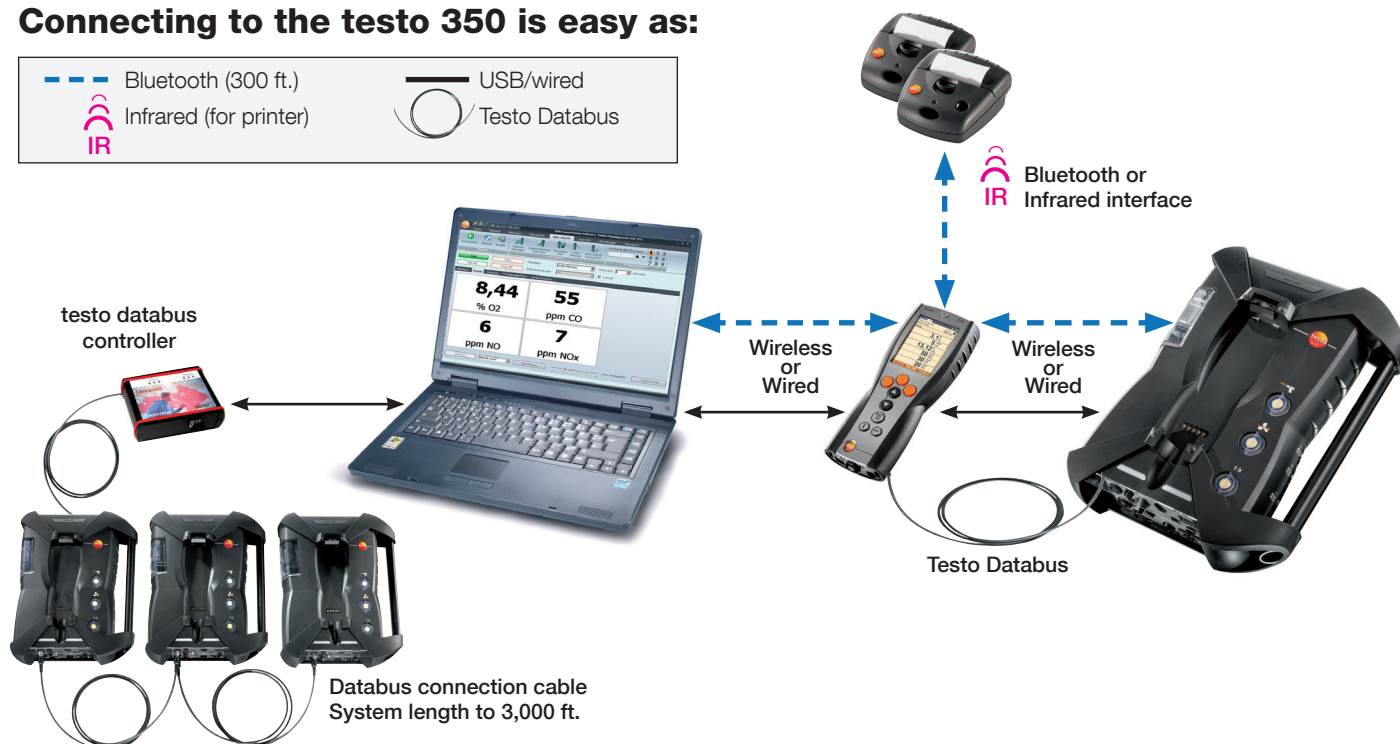 Connecting to the testo 350 is easy as:
Bluetooth (300 ft.)
USB/wired
Infrared (for printer)
IR
Testo Databus
IR
Bluetooth or
Infrared interface
testo databus
controller
8,44
% O2
55
ppm CO
6
ppm NO
7
ppm NOx
Wireless
or
Wired
Wireless
or
Wired
Testo Databus
Databus connection cable
System length to 3,000 ft.